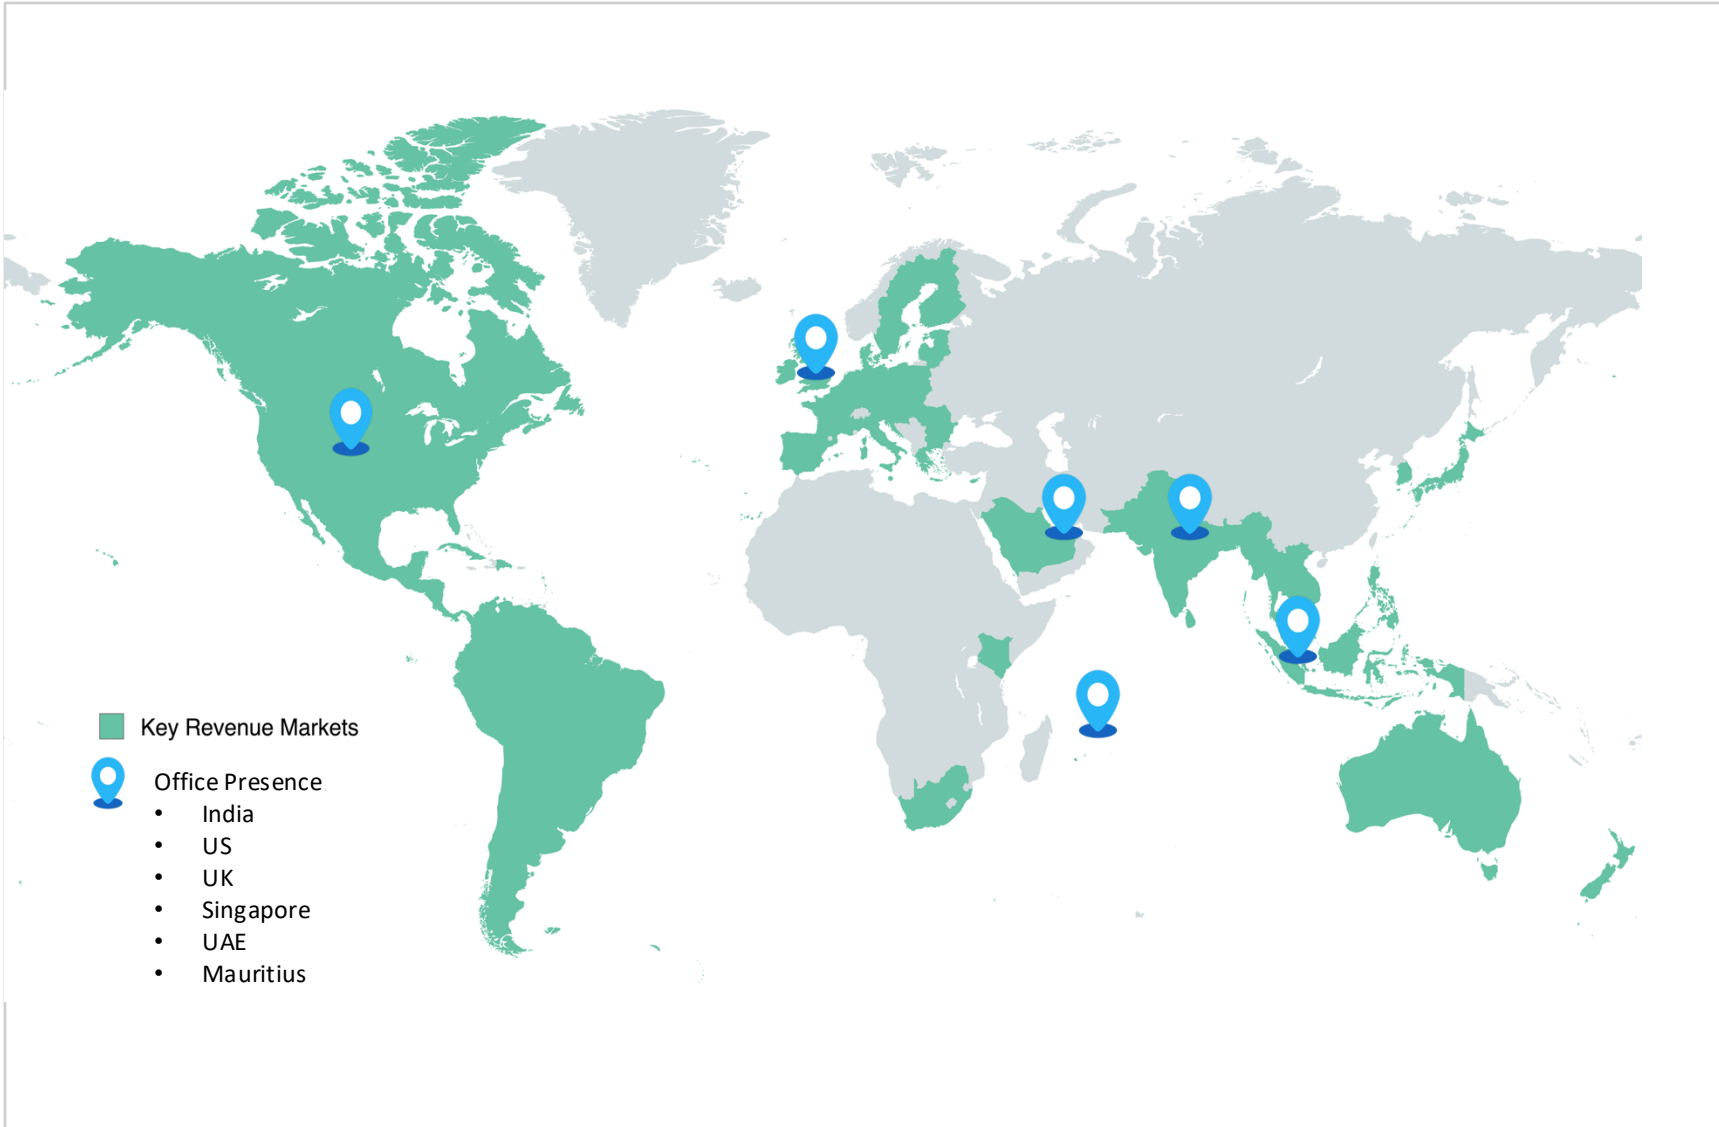 Key Revenue Markets
Office Presence
• India
• US
• UK
• Singapore
• UAE
• Mauritius